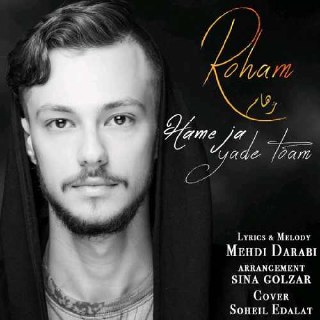 Roham
رهام
Hame ja
yade toam
LYRICS & MELODY
MEHDI DARABI
ARRANGEMENT
SINA GOLZAR
COVER
SOHEIL EDALAT